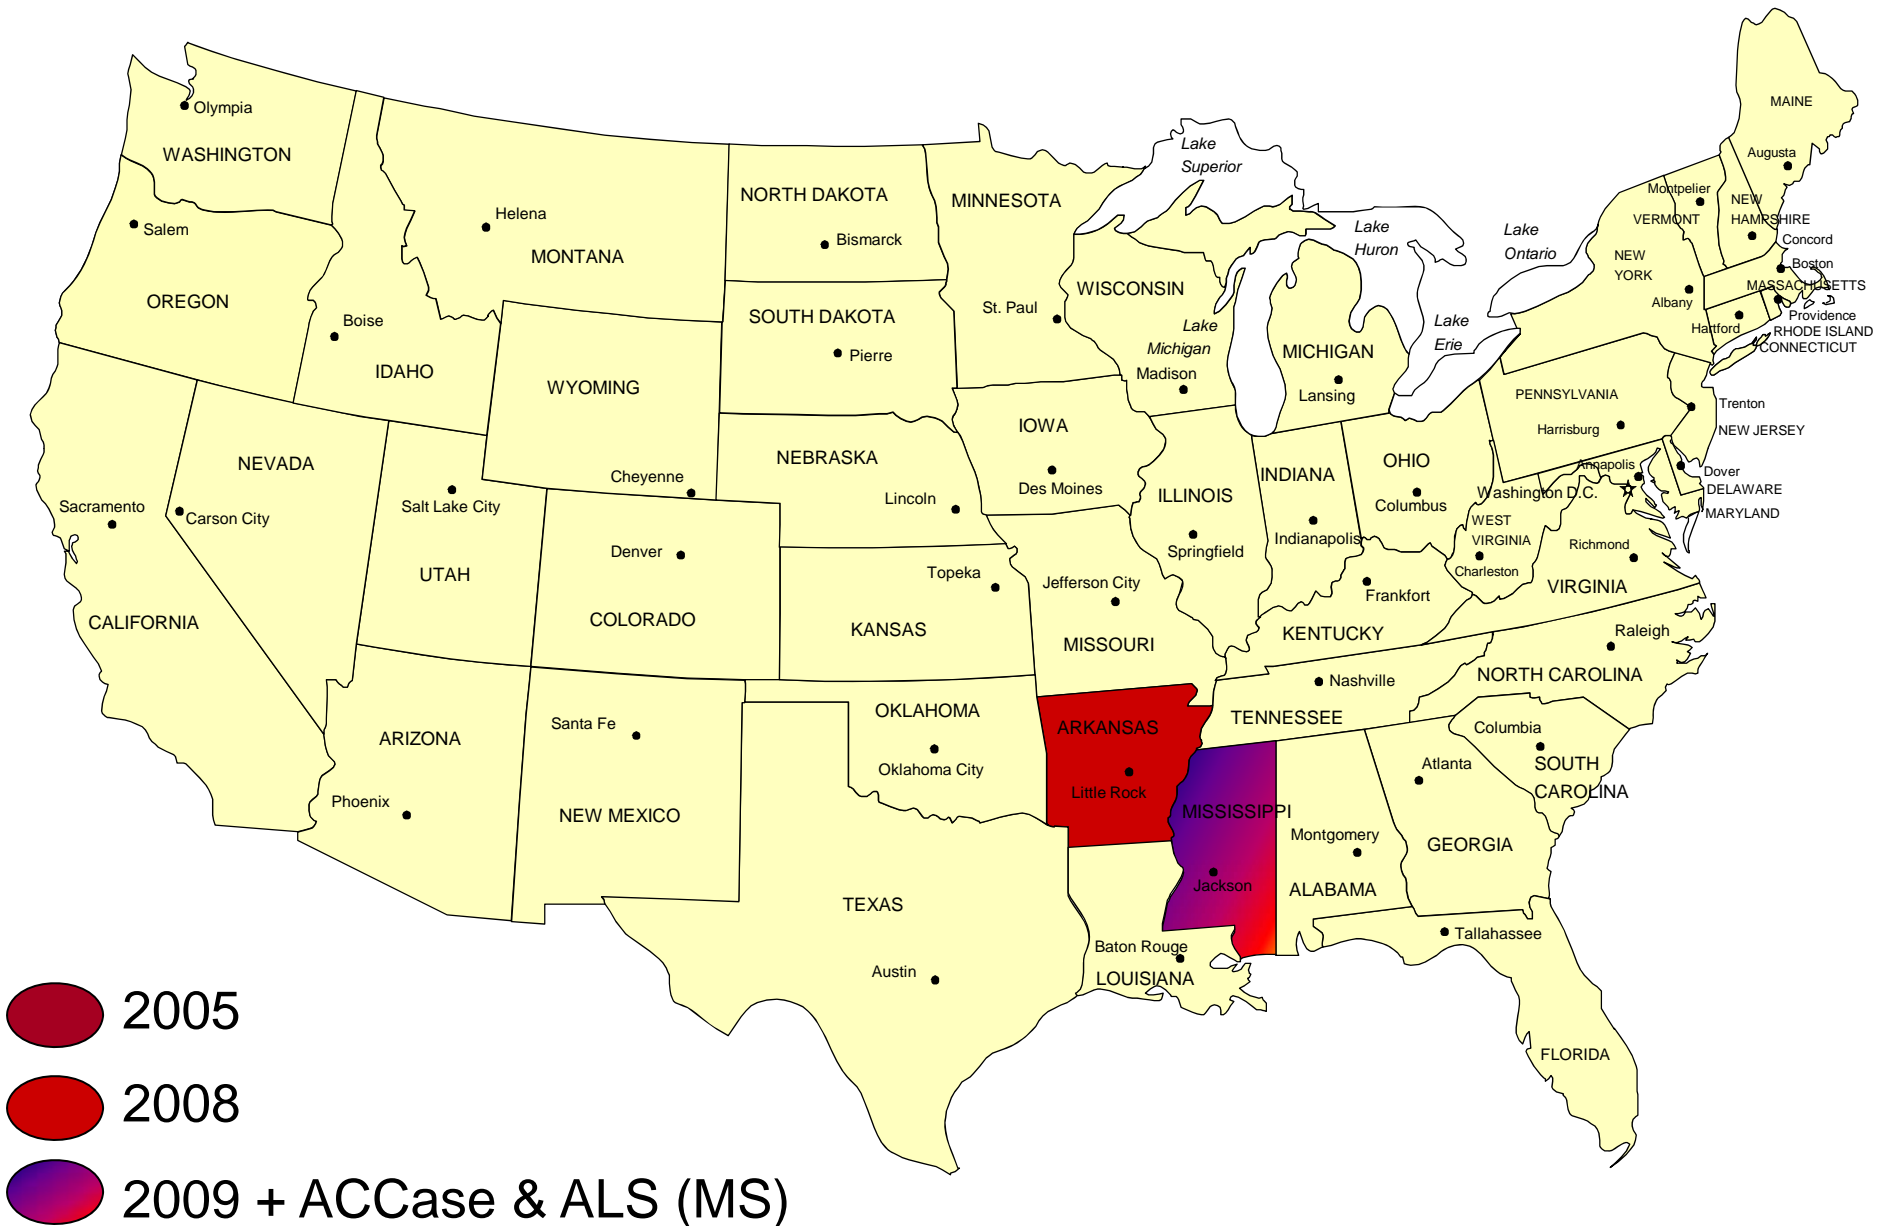 Olympia
WASHINGTON
Salem
OREGON
Helena
MONTANA
Boise
IDAHO
NORTH DAKOTA
Bismarck
SOUTH DAKOTA
Pierre
MINNESOTA
St. Paul
Lake
Superior
WISCONSIN
Lake
Michigan
Madison
Lake
Huron
MICHIGAN
Lansing
Lake
Ontario
Lake
Erie
MAINE
Augusta
Montpelier
VERMONT
NEW
HAMPSHIRE
Concord
NEW
YORK
Albany
Boston
MASSACHUSETTS
Providence
RHODE ISLAND
Hartford
CONNECTICUT
WYOMING
Cheyenne
NEVADA
Carson City
Sacramento
CALIFORNIA
Salt Lake City
UTAH
Denver
COLORADO
NEBRASKA
Lincoln
IOWA
Des Moines
ILLINOIS
Springfield
INDIANA
Indianapolis
OHIO
Columbus
PENNSYLVANIA
Harrisburg
Trenton
NEW JERSEY
Annapolis
Dover
DELAWARE
MARYLAND
Washington D.C.
WEST
VIRGINIA
Charleston
Richmond
VIRGINIA
Topeka
KANSAS
Jefferson City
MISSOURI
Frankfort
KENTUCKY
Raleigh
NORTH CAROLINA
Nashville
TENNESSEE
Columbia
SOUTH
CAROLINA
ARIZONA
Phoenix
Santa Fe
NEW MEXICO
OKLAHOMA
Oklahoma City
ARKANSAS
Little Rock
MISSISSIPPI
Jackson
Montgomery
ALABAMA
Atlanta
GEORGIA
TEXAS
Austin
Baton Rouge
LOUISIANA
Tallahassee
FLORIDA
2005
2008
2009 + ACCase & ALS (MS)